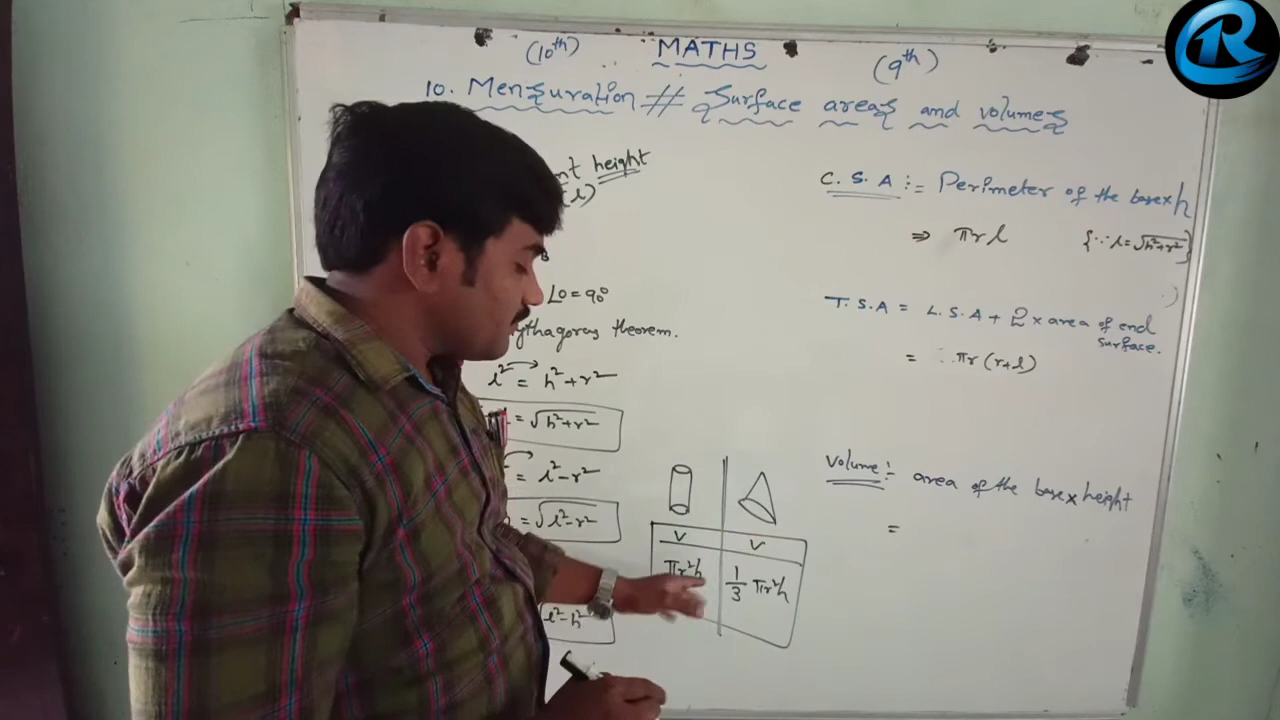 (10th) MATHS (9th)
10. Mensuration // Surface areas and volumes
height
(l)
B
LO = 90°
ythagoras theorem.
l² = h² + r²
= √h²+r²
= l² - r²
= √l²-r²
l²-h²
V V
πr²h 1/3 πr²h
C.S.A := Perimeter of the base x h
⇒ πrl {∵ l = √h²+r²}
T.S.A = L.S.A + 2 x area of end
surface.
= πr(r+l)
Volume :- area of the base x height
=
R